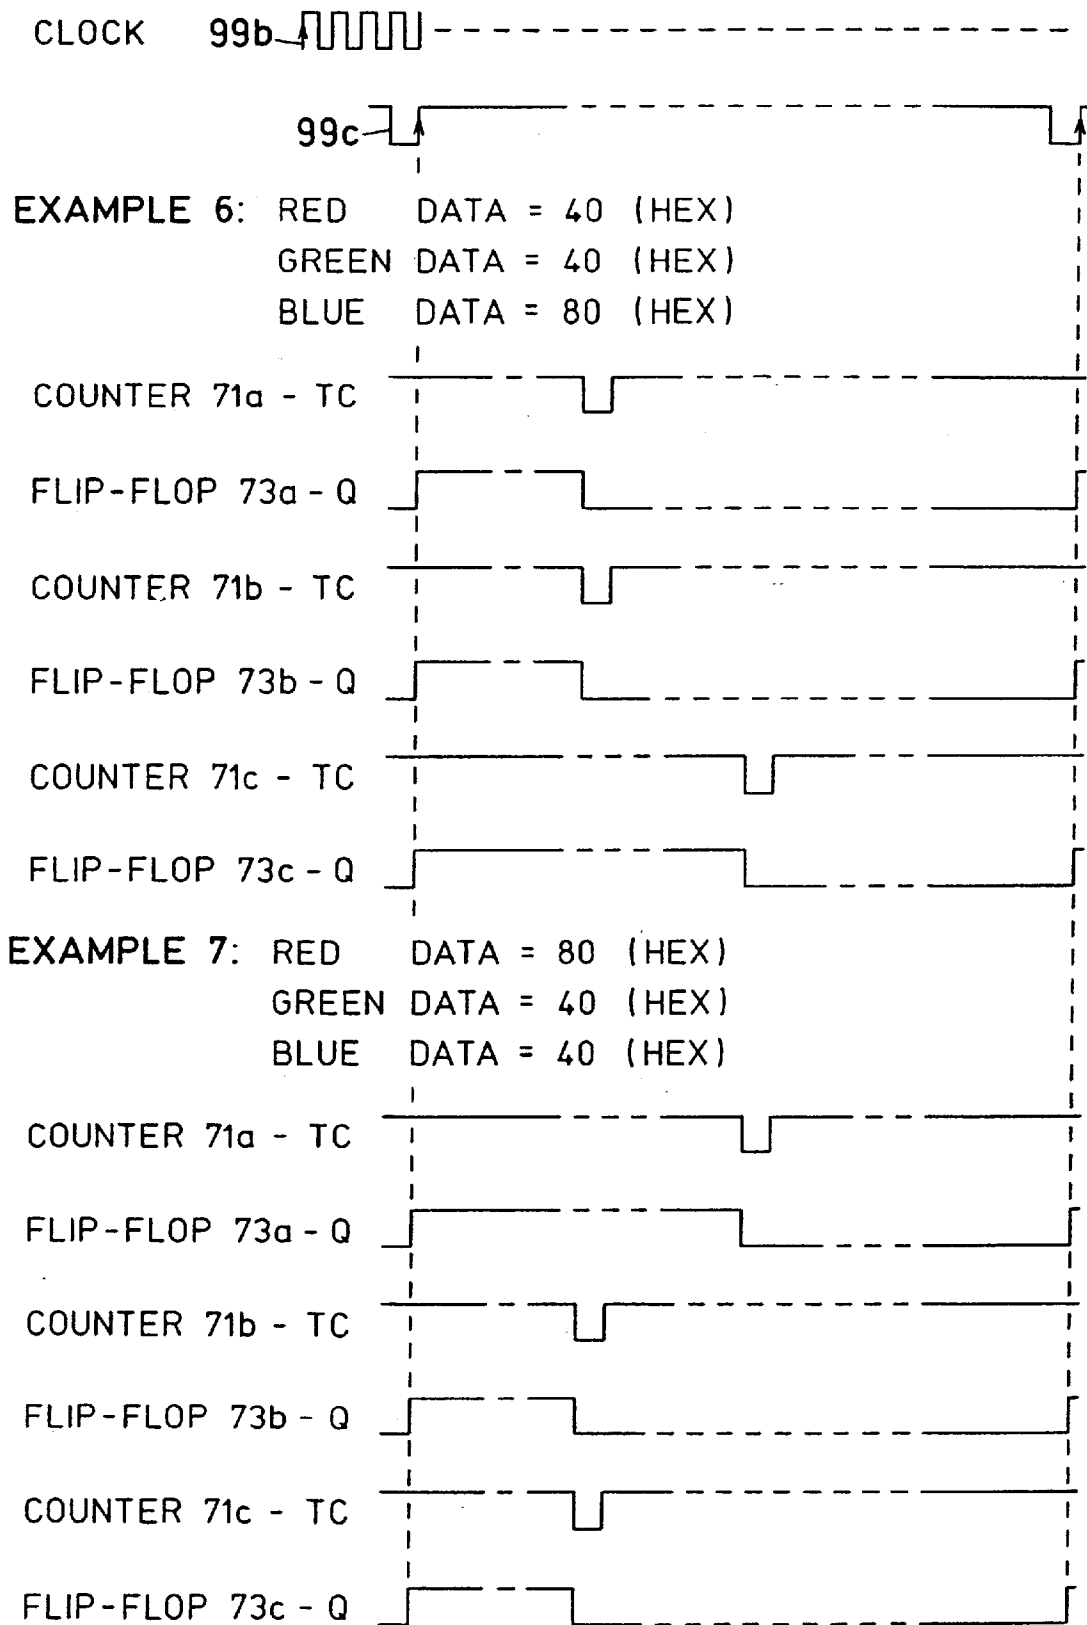 CLOCK 99b
99c
EXAMPLE 6: RED DATA = 40 (HEX)
GREEN DATA = 40 (HEX)
BLUE DATA = 80 (HEX)
COUNTER 71a - TC
FLIP-FLOP 73a - Q
COUNTER 71b - TC
FLIP-FLOP 73b - Q
COUNTER 71c - TC
FLIP-FLOP 73c - Q
EXAMPLE 7: RED DATA = 80 (HEX)
GREEN DATA = 40 (HEX)
BLUE DATA = 40 (HEX)
COUNTER 71a - TC
FLIP-FLOP 73a - Q
COUNTER 71b - TC
FLIP-FLOP 73b - Q
COUNTER 71c - TC
FLIP-FLOP 73c - Q